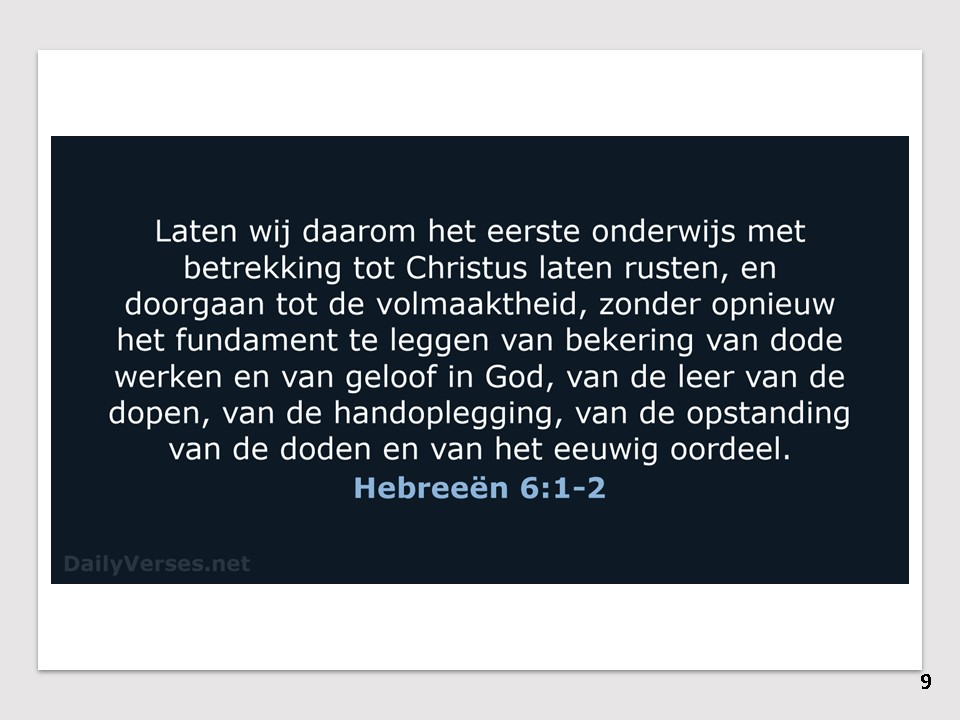 Laten wij daarom het eerste onderwijs met
betrekking tot Christus laten rusten, en
doorgaan tot de volmaaktheid, zonder opnieuw
het fundament te leggen van bekering van dode
werken en van geloof in God, van de leer van de
dopen, van de handoplegging, van de opstanding
van de doden en van het eeuwig oordeel.
Hebreeën 6:1-2
DailyVerses.net
9